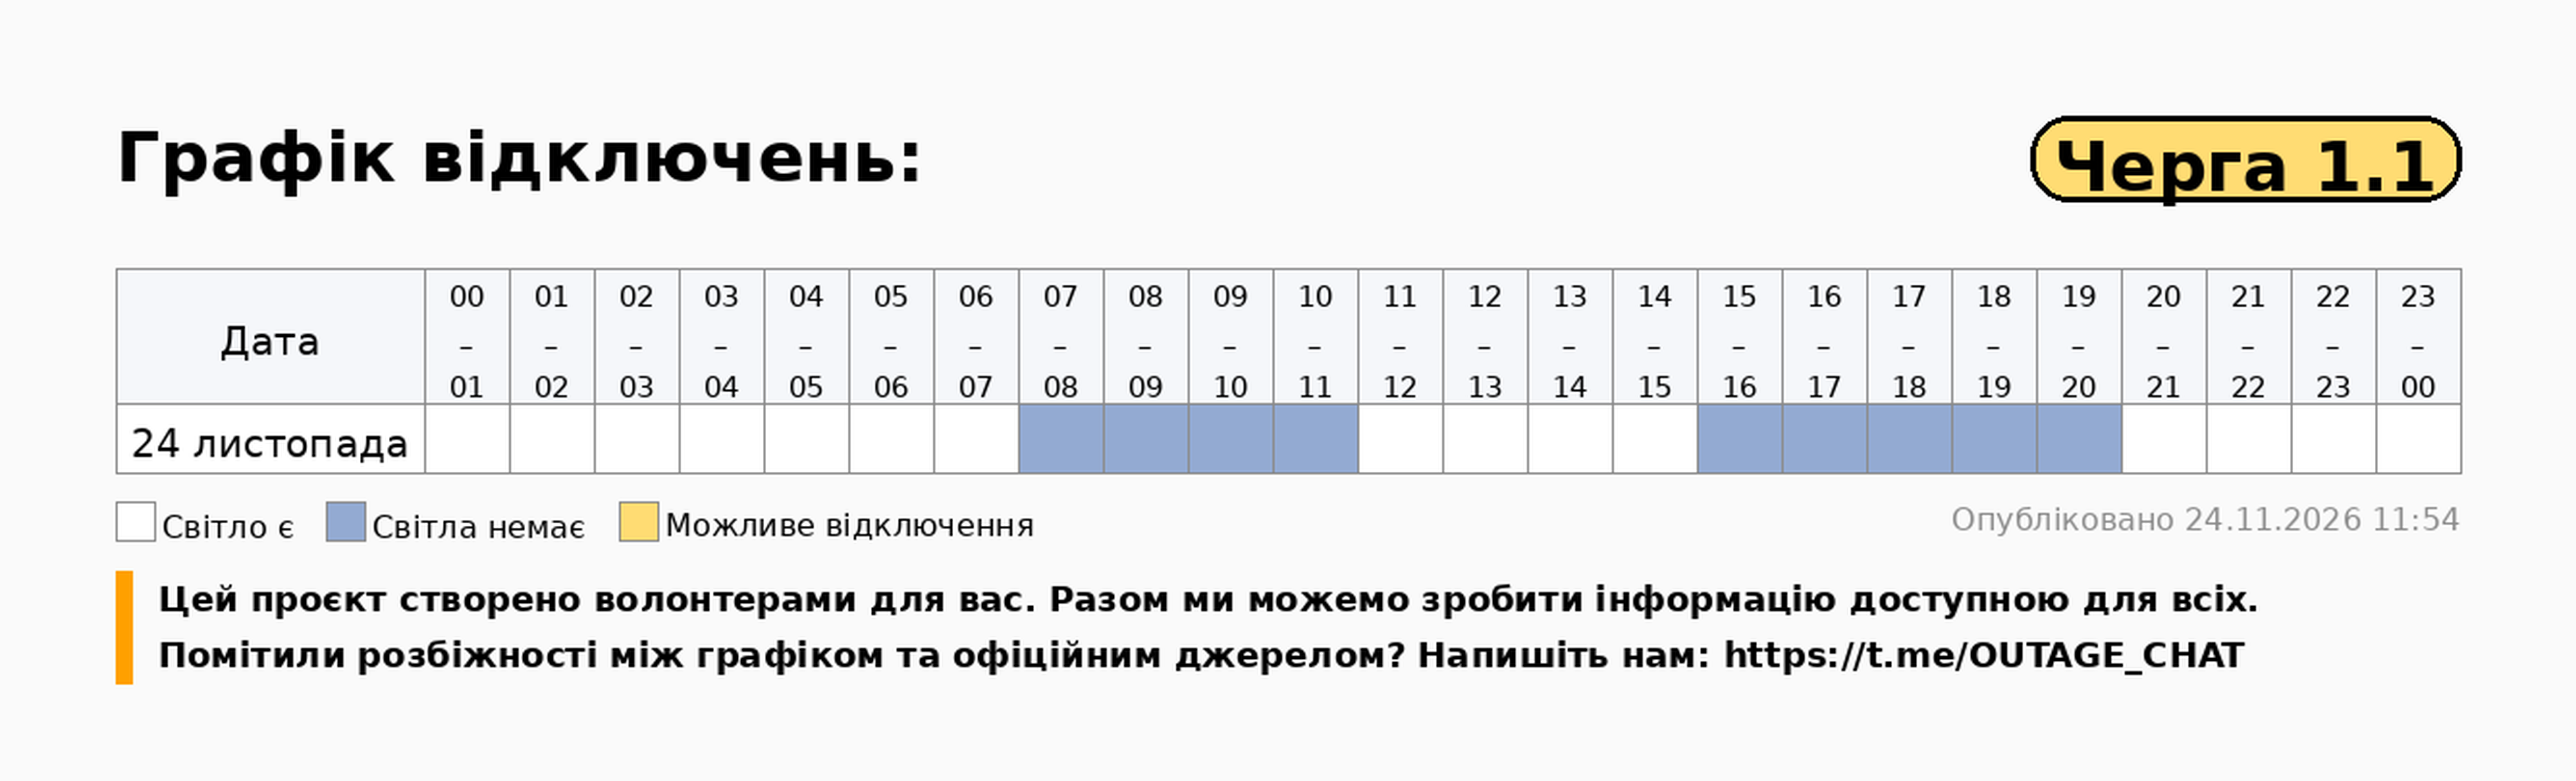 Графік відключень:
Черга 1.1
Дата 00 – 01 01 – 02 02 – 03 03 – 04 04 – 05 05 – 06 06 – 07 07 – 08 08 – 09 09 – 10 10 – 11 11 – 12 12 – 13 13 – 14 14 – 15 15 – 16 16 – 17 17 – 18 18 – 19 19 – 20 20 – 21 21 – 22 22 – 23 23 – 00
24 листопада
Світло є Світла немає Можливе відключення
Опубліковано 24.11.2026 11:54
Цей проєкт створено волонтерами для вас. Разом ми можемо зробити інформацію доступною для всіх.
Помітили розбіжності між графіком та офіційним джерелом? Напишіть нам: https://t.me/OUTAGE_CHAT